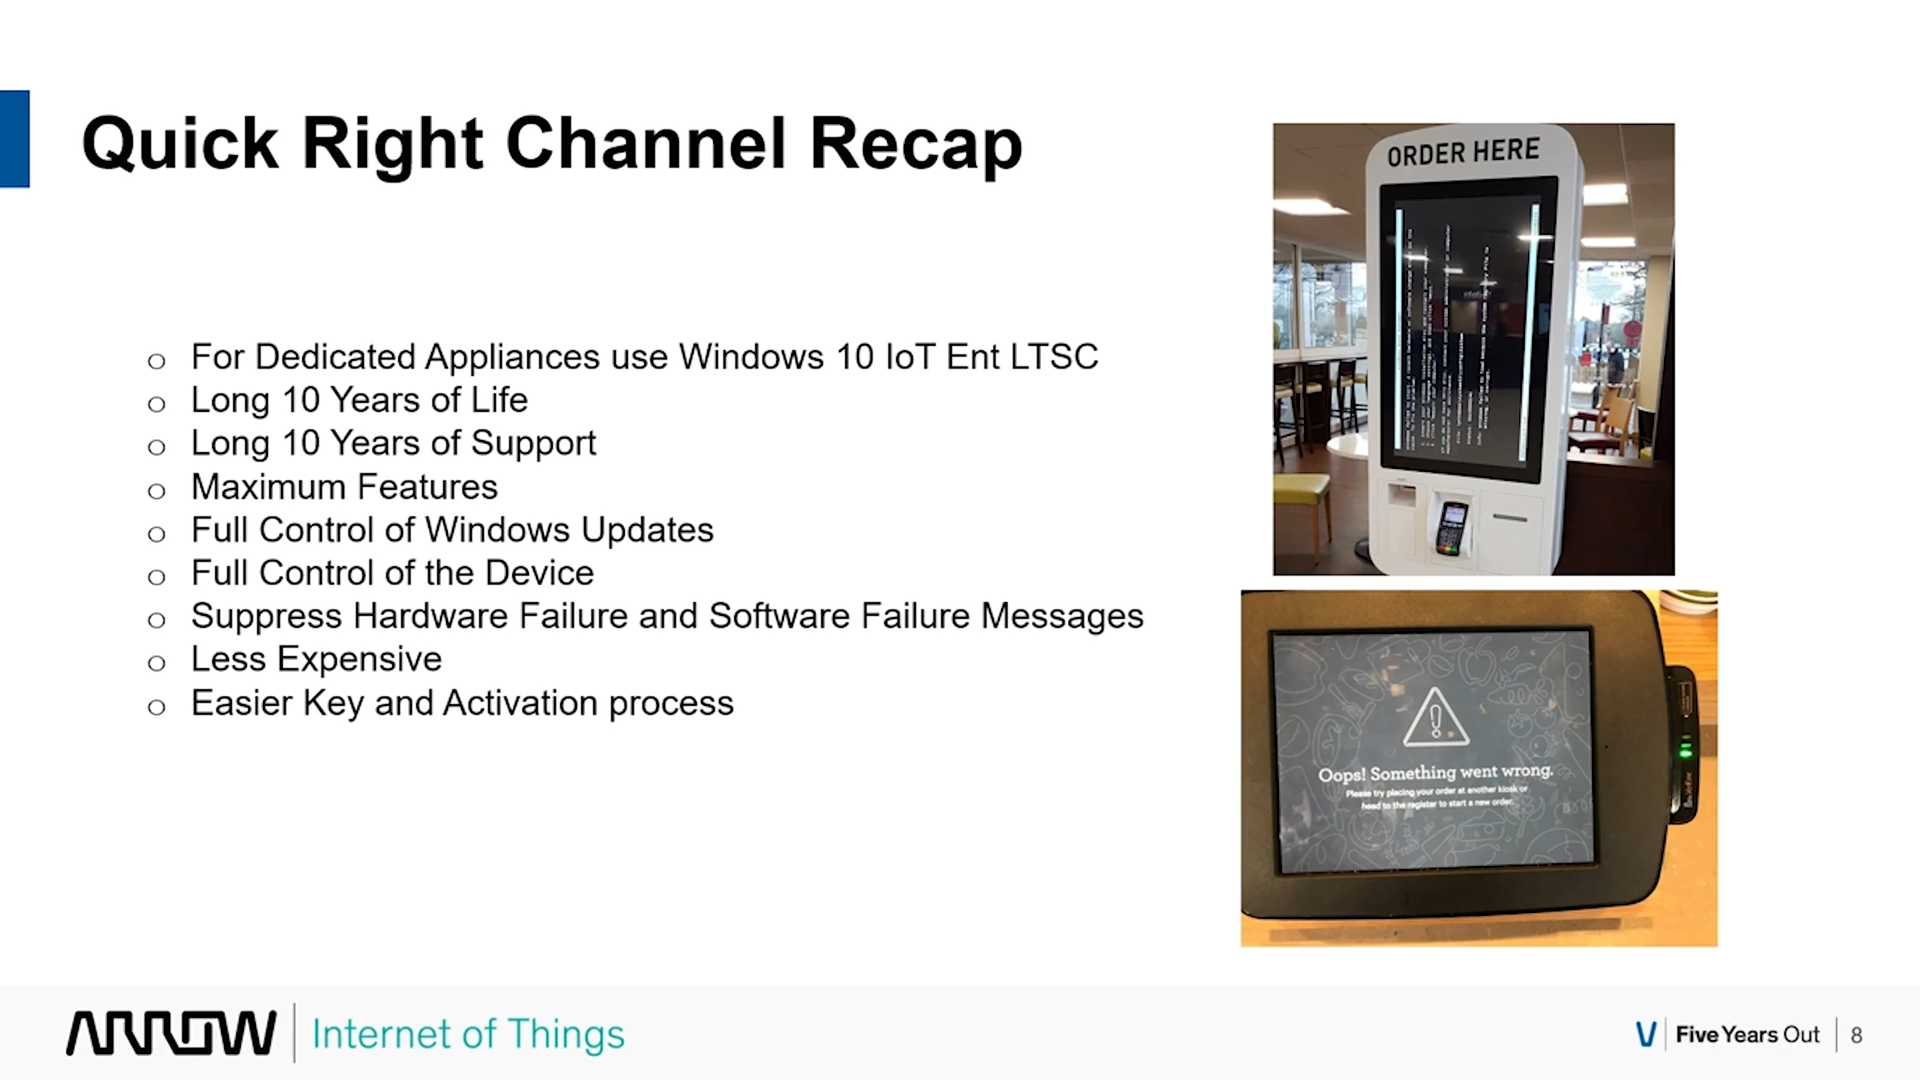 Quick Right Channel Recap
For Dedicated Appliances use Windows 10 IoT Ent LTSC
Long 10 Years of Life
Long 10 Years of Support
Maximum Features
Full Control of Windows Updates
Full Control of the Device
Suppress Hardware Failure and Software Failure Messages
Less Expensive
Easier Key and Activation process
ORDER HERE
Oops! Something went wrong.
Please try placing your order at another kiosk or
head to the register to start a new order.
ARROW
Internet of Things
Five Years Out
8